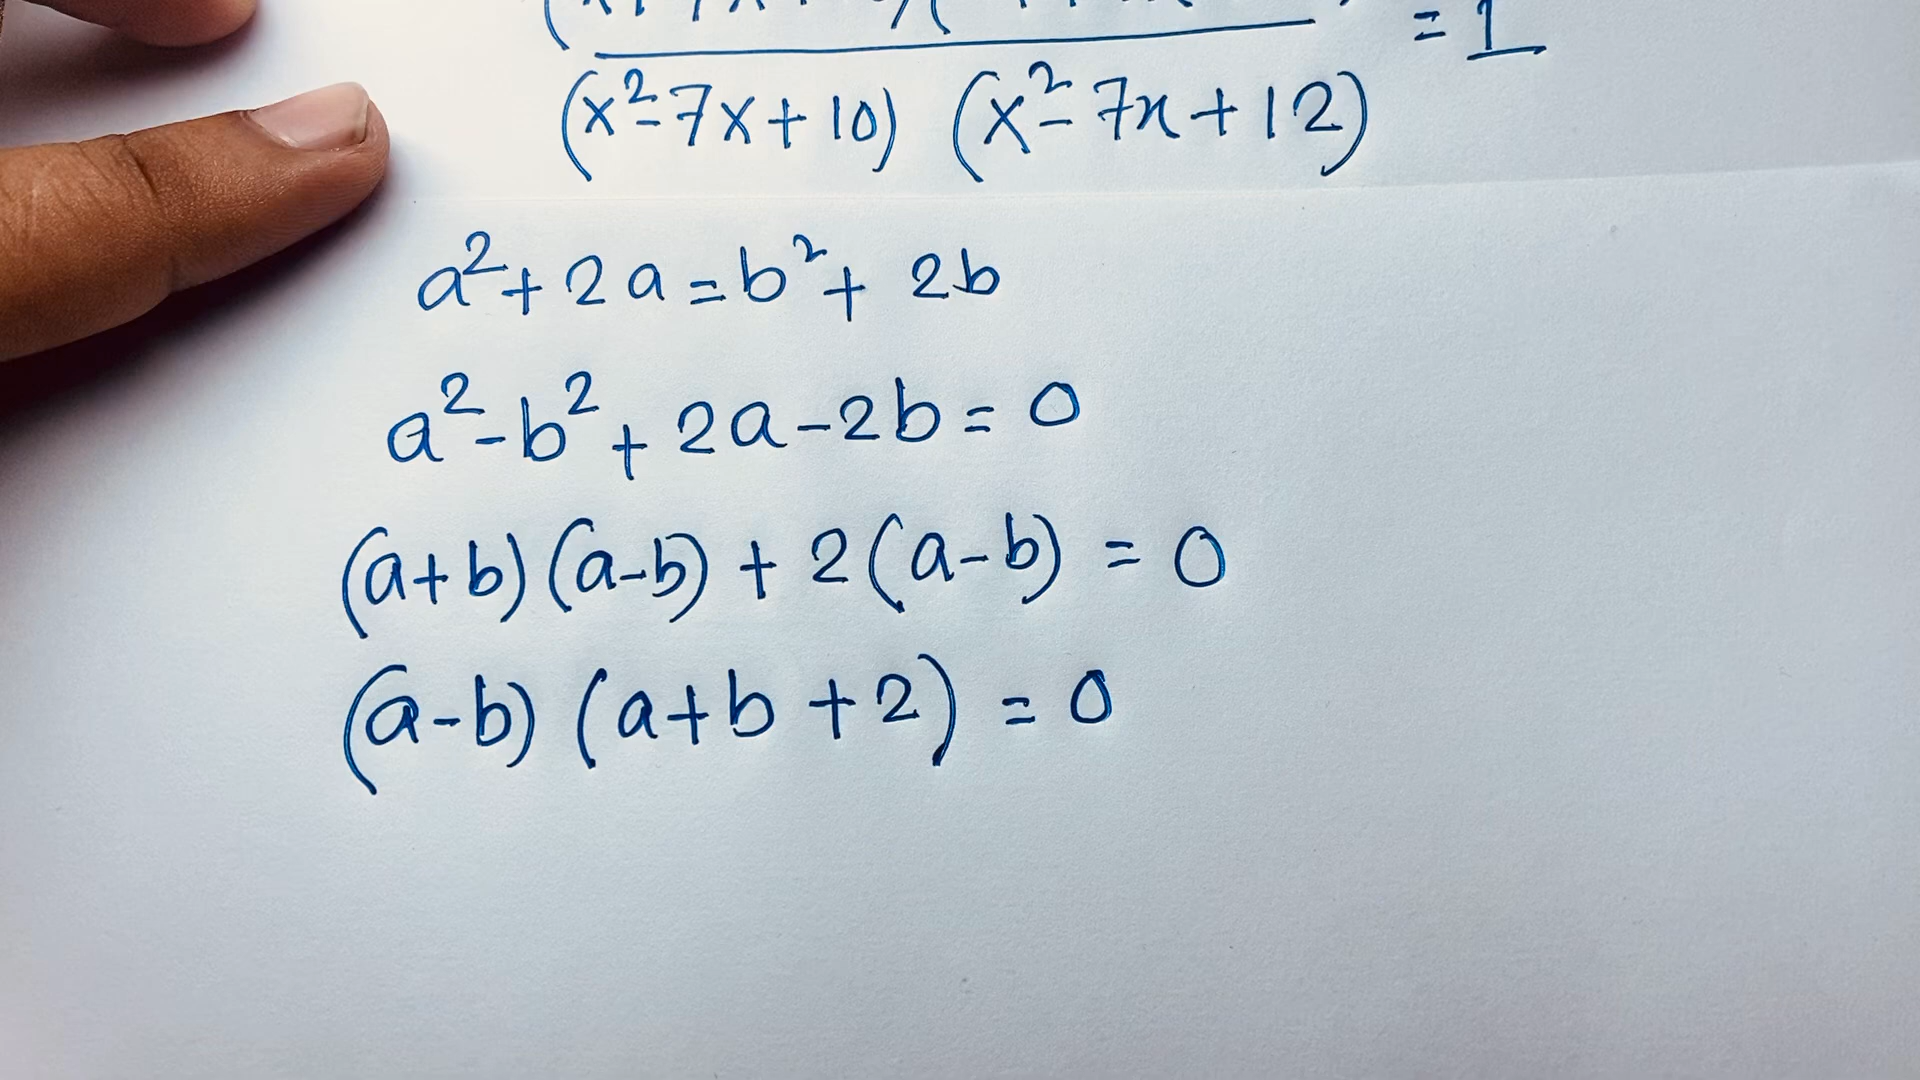 = 1
(x²-7x+10) (x²-7x+12)
a²+2a=b²+2b
a²-b²+2a-2b=0
(a+b)(a-b)+2(a-b)=0
(a-b)(a+b+2)=0